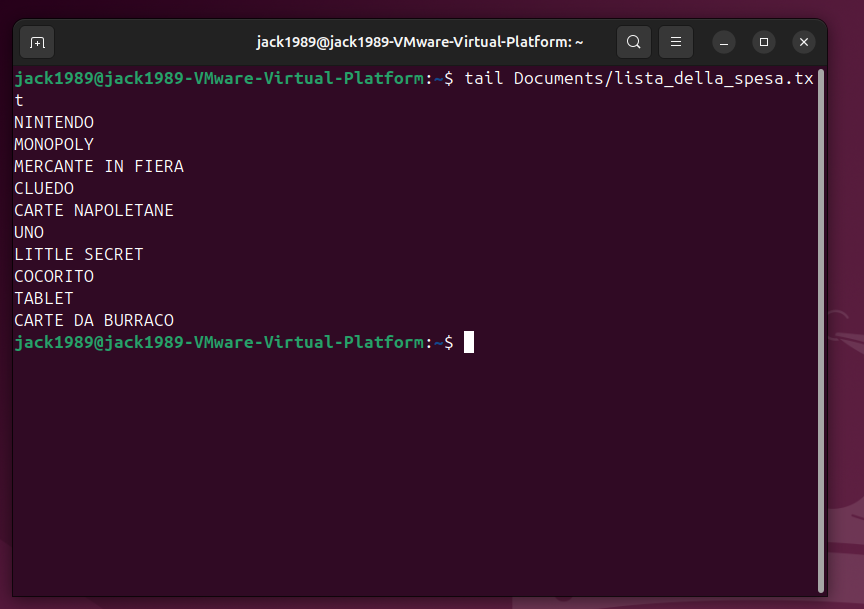 jack1989@jack1989-VMware-Virtual-Platform: ~
jack1989@jack1989-VMware-Virtual-Platform:~$ tail Documents/lista_della_spesa.tx
t
NINTENDO
MONOPOLY
MERCANTE IN FIERA
CLUEDO
CARTE NAPOLETANE
UNO
LITTLE SECRET
COCORITO
TABLET
CARTE DA BURRACO
jack1989@jack1989-VMware-Virtual-Platform:~$